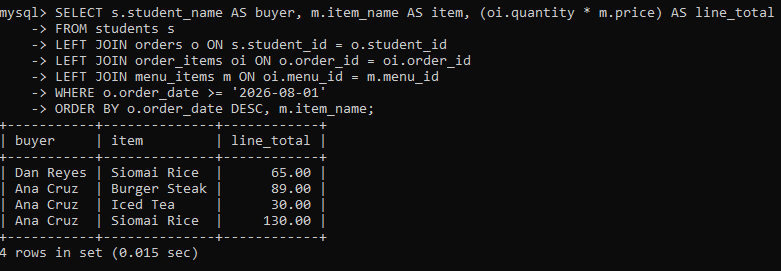 mysql> SELECT s.student_name AS buyer, m.item_name AS item, (oi.quantity * m.price) AS line_total
    -> FROM students s
    -> LEFT JOIN orders o ON s.student_id = o.student_id
    -> LEFT JOIN order_items oi ON o.order_id = oi.order_id
    -> LEFT JOIN menu_items m ON oi.menu_id = m.menu_id
    -> WHERE o.order_date >= '2026-08-01'
    -> ORDER BY o.order_date DESC, m.item_name;
+-----------+--------------+------------+
| buyer     | item         | line_total |
+-----------+--------------+------------+
| Dan Reyes | Siomai Rice  |      65.00 |
| Ana Cruz  | Burger Steak |      89.00 |
| Ana Cruz  | Iced Tea     |      30.00 |
| Ana Cruz  | Siomai Rice  |     130.00 |
+-----------+--------------+------------+
4 rows in set (0.015 sec)